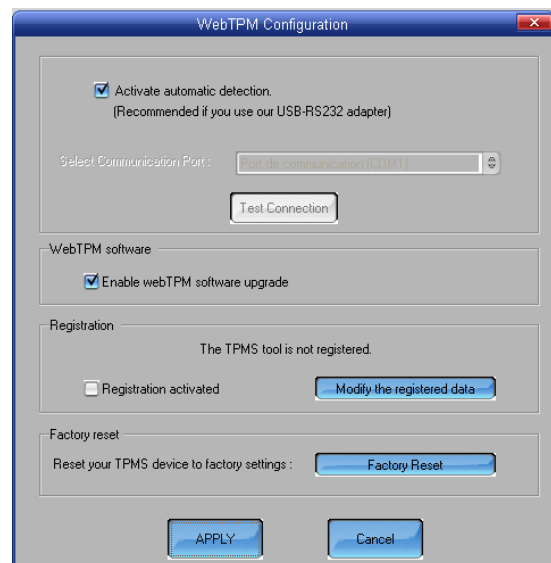 WebTPM Configuration
Activate automatic detection.
(Recommended if you use our USB-RS232 adapter)
Select Communication Port :
Port de communication (COM1)
Test Connection
WebTPM software
Enable webTPM software upgrade
Registration
The TPMS tool is not registered.
Registration activated
Modify the registered data
Factory reset
Reset your TPMS device to factory settings :
Factory Reset
APPLY
Cancel